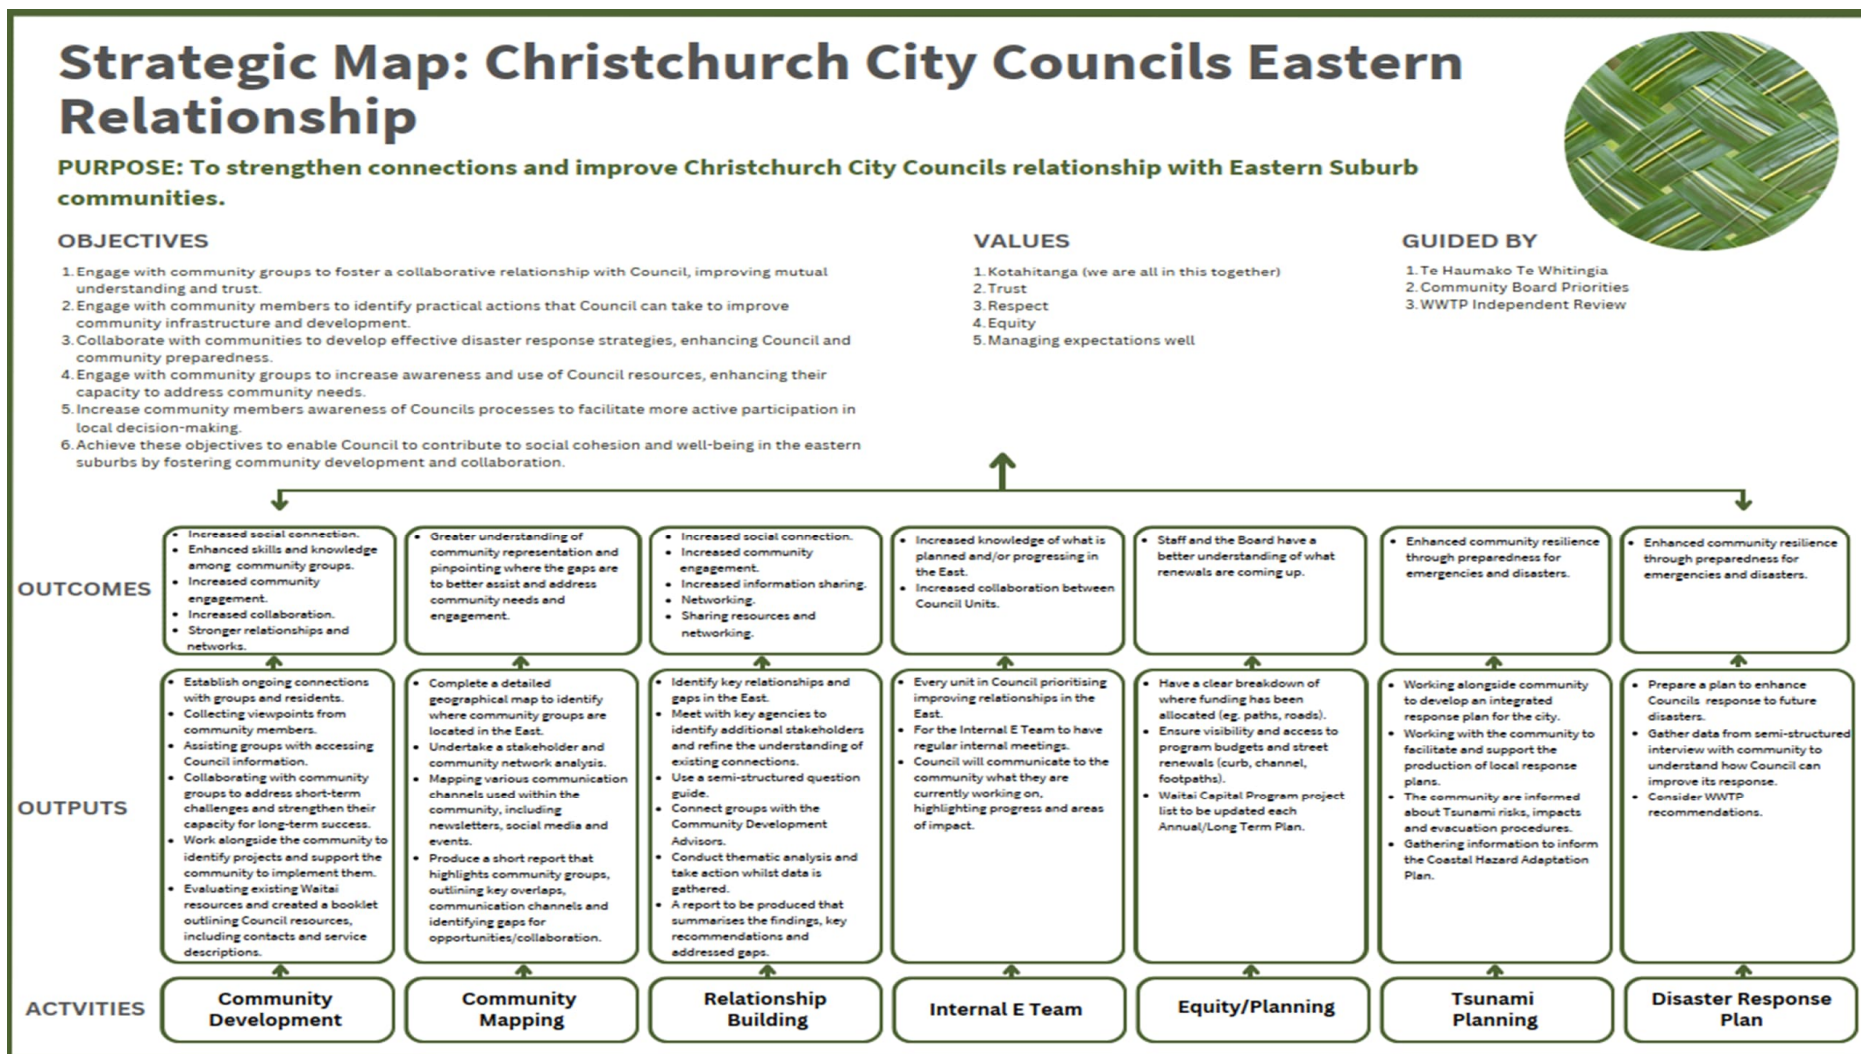 Strategic Map: Christchurch City Councils Eastern
Relationship
PURPOSE: To strengthen connections and improve Christchurch City Councils relationship with Eastern Suburb
communities.
OBJECTIVES
1. Engage with community groups to foster a collaborative relationship with Council, improving mutual
understanding and trust.
2. Engage with community members to identify practical actions that Council can take to improve
community infrastructure and development.
3. Collaborate with communities to develop effective disaster response strategies, enhancing Council and
community preparedness.
4. Engage with community groups to increase awareness and use of Council resources, enhancing their
capacity to address community needs.
5. Increase community members awareness of Councils processes to facilitate more active participation in
local decision-making.
6. Achieve these objectives to enable Council to contribute to social cohesion and well-being in the eastern
suburbs by fostering community development and collaboration.
VALUES
1. Kotahitanga (we are all in this together)
2. Trust
3. Respect
4. Equity
5. Managing expectations well
GUIDED BY
1. Te Haumako Te Whitingia
2. Community Board Priorities
3. WWTP Independent Review
OUTCOMES
• Increased social connection.
• Enhanced skills and knowledge
among community groups.
• Increased community
engagement.
• Increased collaboration.
• Stronger relationships and
networks.
• Greater understanding of
community representation and
pinpointing where the gaps are
to better assist and address
community needs and
engagement.
• Increased social connection.
• Increased community
engagement.
• Increased information sharing.
• Networking.
• Sharing resources and
networking.
• Increased knowledge of what is
planned and/or progressing in
the East.
• Increased collaboration between
Council Units.
• Staff and the Board have a
better understanding of what
renewals are coming up.
• Enhanced community resilience
through preparedness for
emergencies and disasters.
• Enhanced community resilience
through preparedness for
emergencies and disasters.
OUTPUTS
• Establish ongoing connections
with groups and residents.
• Collecting viewpoints from
community members.
• Assisting groups with accessing
Council information.
• Collaborating with community
groups to address short-term
challenges and strengthen their
capacity for long-term success.
• Work alongside the community to
identify projects and support the
community to implement them.
• Evaluating existing Waitai
resources and created a booklet
outlining Council resources,
including contacts and service
descriptions.
• Complete a detailed
geographical map to identify
where community groups are
located in the East.
• Undertake a stakeholder and
community network analysis.
• Mapping various communication
channels used within the
community, including
newsletters, social media and
events.
• Produce a short report that
highlights community groups,
outlining key overlaps,
communication channels and
identifying gaps for
opportunities/collaboration.
• Identify key relationships and
gaps in the East.
• Meet with key agencies to
identify additional stakeholders
and refine the understanding of
existing connections.
• Use a semi-structured question
guide.
• Connect groups with the
Community Development
Advisors.
• Conduct thematic analysis and
take action whilst data is
gathered.
• A report to be produced that
summarises the findings, key
recommendations and
addressed gaps.
• Every unit in Council prioritising
improving relationships in the
East.
• For the Internal E Team to have
regular internal meetings.
• Council will communicate to the
community what they are
currently working on,
highlighting progress and areas
of impact.
• Have a clear breakdown of
where funding has been
allocated (eg. paths, roads).
• Ensure visibility and access to
program budgets and street
renewals (curb, channel,
footpaths).
• Waitai Capital Program project
list to be updated each
Annual/Long Term Plan.
• Working alongside community
to develop an integrated
response plan for the city.
• Working with the community to
facilitate and support the
production of local response
plans.
• The community are informed
about Tsunami risks, impacts
and evacuation procedures.
• Gathering information to inform
the Coastal Hazard Adaptation
Plan.
• Prepare a plan to enhance
Councils response to future
disasters.
• Gather data from semi-structured
interview with community to
understand how Council can
improve its response.
• Consider WWTP
recommendations.
ACTVITIES
Community
Development
Community
Mapping
Relationship
Building
Internal E Team
Equity/Planning
Tsunami
Planning
Disaster Response
Plan